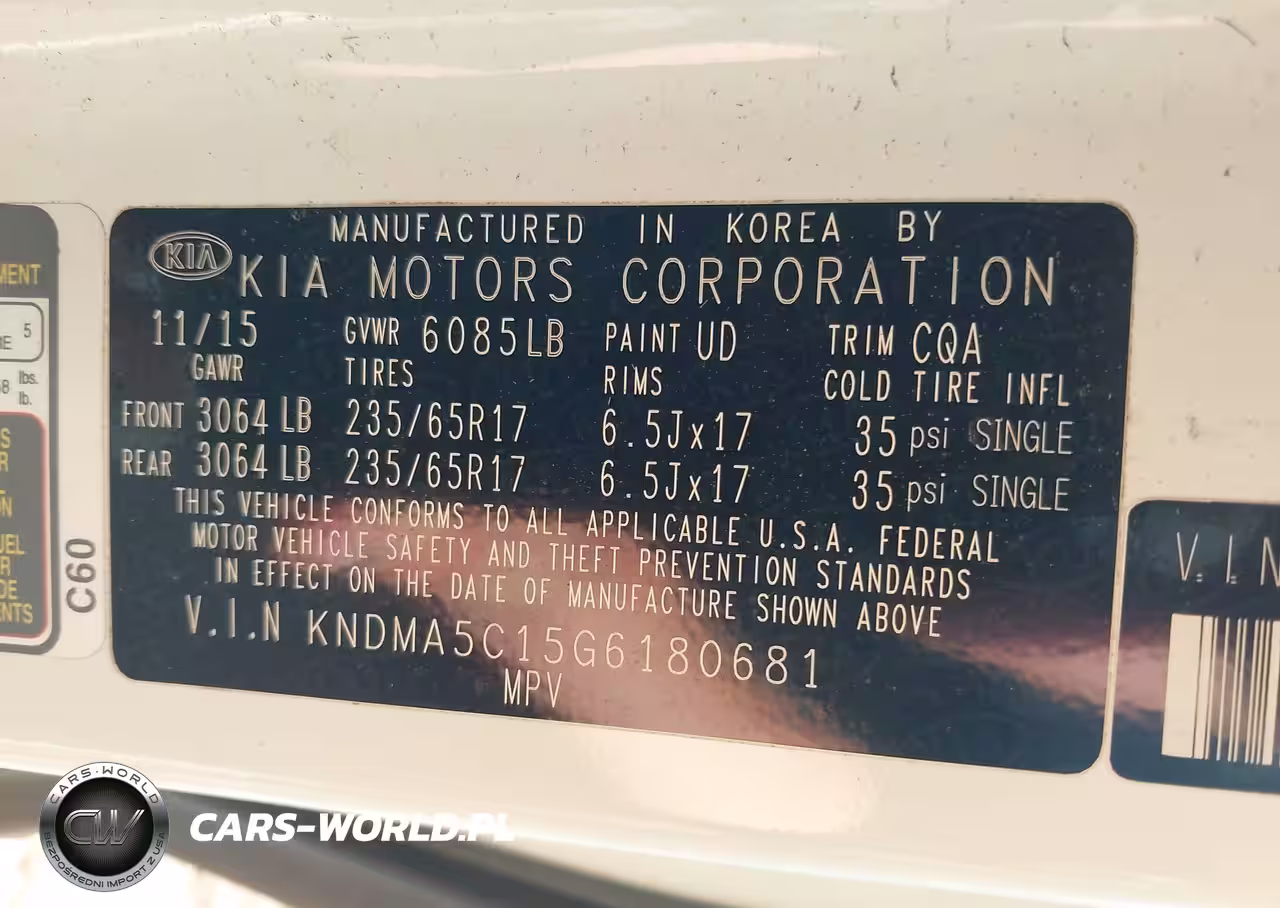 MANUFACTURED IN KOREA BY
KIA KIA MOTORS CORPORATION
11/15 GVWR 6085LB PAINT UD TRIM CQA
GAWR TIRES RIMS COLD TIRE INFL
FRONT 3064 LB 235/65R17 6.5Jx17 35 psi SINGLE
REAR 3064 LB 235/65R17 6.5Jx17 35 psi SINGLE
THIS VEHICLE CONFORMS TO ALL APPLICABLE U.S.A. FEDERAL
MOTOR VEHICLE SAFETY AND THEFT PREVENTION STANDARDS
IN EFFECT ON THE DATE OF MANUFACTURE SHOWN ABOVE
V.I.N KNDMA5C15G6180681
MPV
5
lbs.
lb.
C60
V.I.N
CARS-WORLD
CW
BEZPOŚREDNI IMPORT Z USA
CARS-WORLD.PL